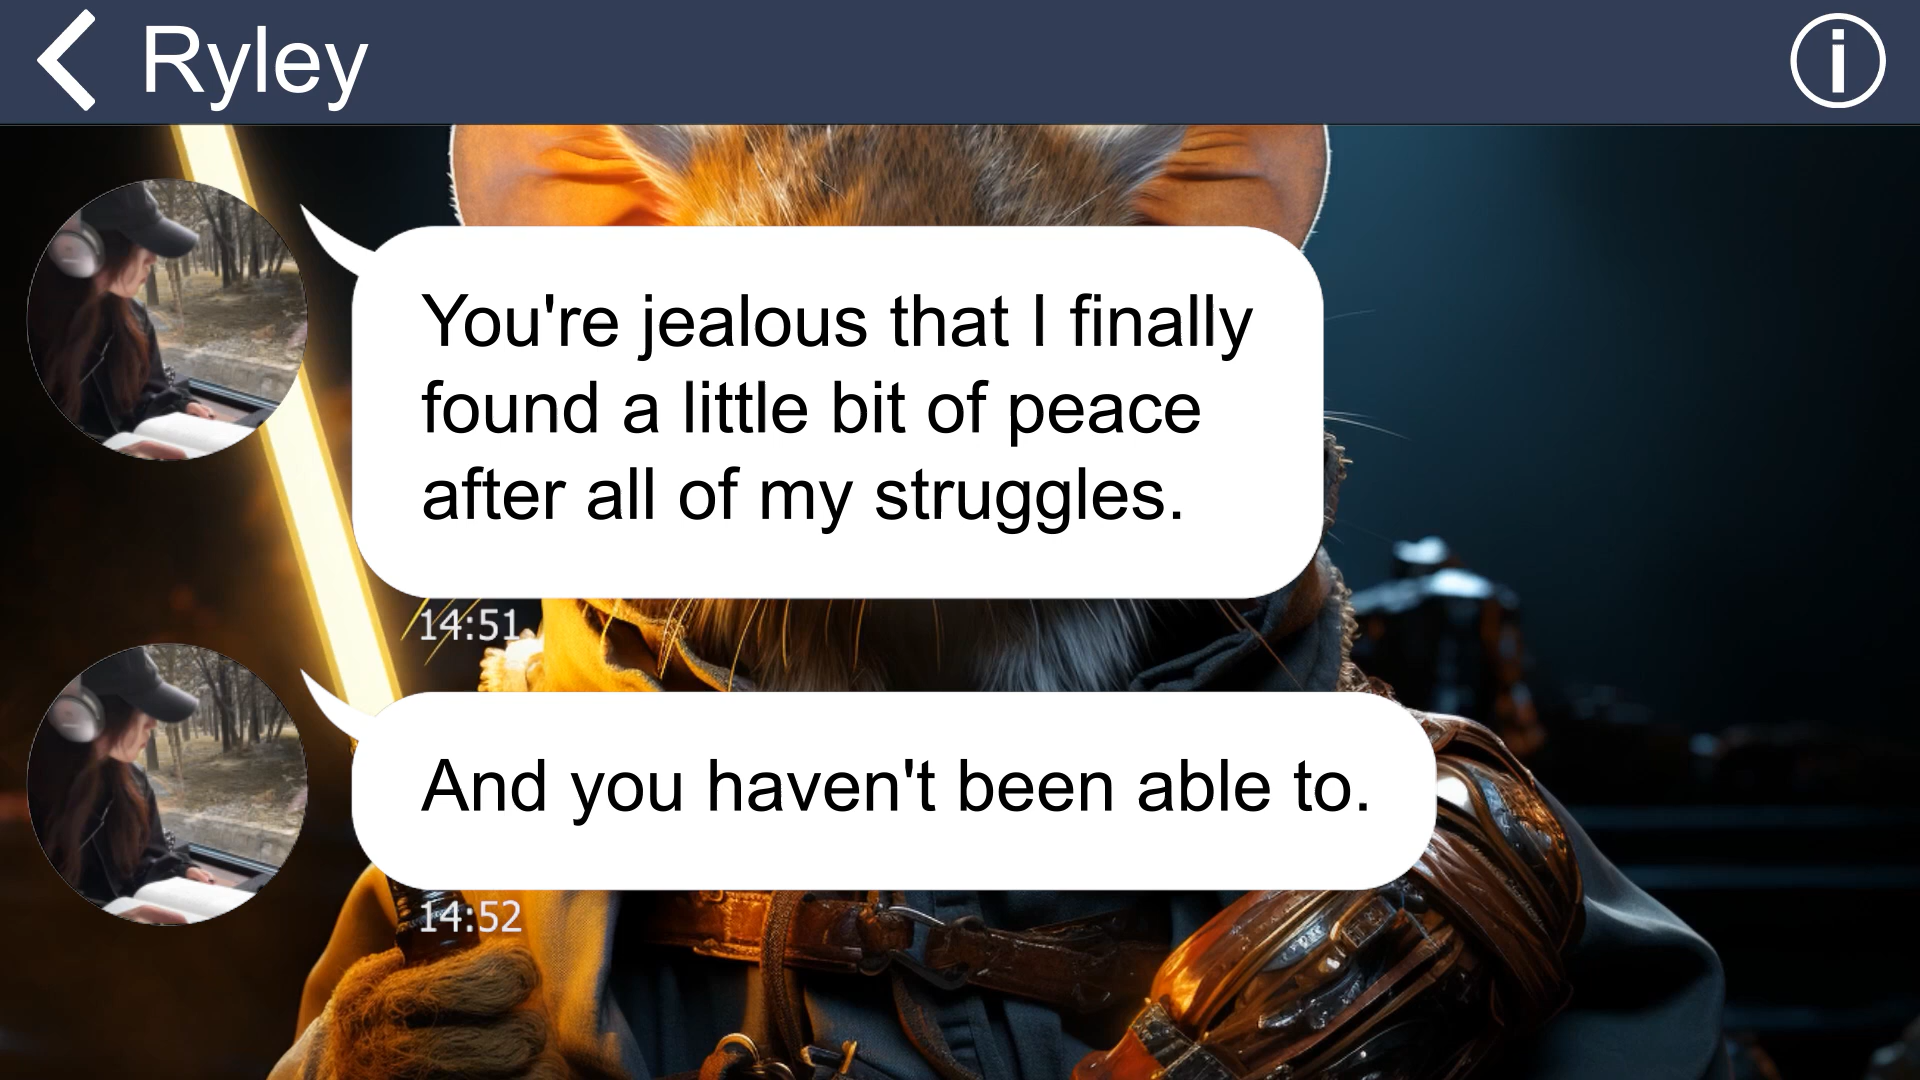 Ryley
You're jealous that I finally
found a little bit of peace
after all of my struggles.
14:51
And you haven't been able to.
14:52